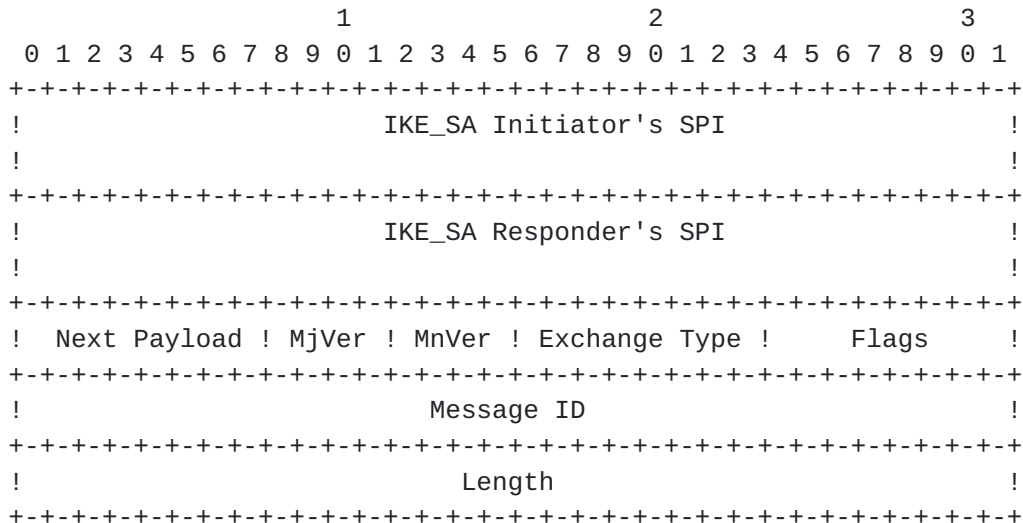 1                   2                   3
 0 1 2 3 4 5 6 7 8 9 0 1 2 3 4 5 6 7 8 9 0 1 2 3 4 5 6 7 8 9 0 1
+-+-+-+-+-+-+-+-+-+-+-+-+-+-+-+-+-+-+-+-+-+-+-+-+-+-+-+-+-+-+-+-+
!                       IKE_SA Initiator's SPI                  !
!                                                               !
+-+-+-+-+-+-+-+-+-+-+-+-+-+-+-+-+-+-+-+-+-+-+-+-+-+-+-+-+-+-+-+-+
!                       IKE_SA Responder's SPI                  !
!                                                               !
+-+-+-+-+-+-+-+-+-+-+-+-+-+-+-+-+-+-+-+-+-+-+-+-+-+-+-+-+-+-+-+-+
!  Next Payload ! MjVer ! MnVer ! Exchange Type !     Flags     !
+-+-+-+-+-+-+-+-+-+-+-+-+-+-+-+-+-+-+-+-+-+-+-+-+-+-+-+-+-+-+-+-+
!                          Message ID                           !
+-+-+-+-+-+-+-+-+-+-+-+-+-+-+-+-+-+-+-+-+-+-+-+-+-+-+-+-+-+-+-+-+
!                            Length                             !
+-+-+-+-+-+-+-+-+-+-+-+-+-+-+-+-+-+-+-+-+-+-+-+-+-+-+-+-+-+-+-+-+